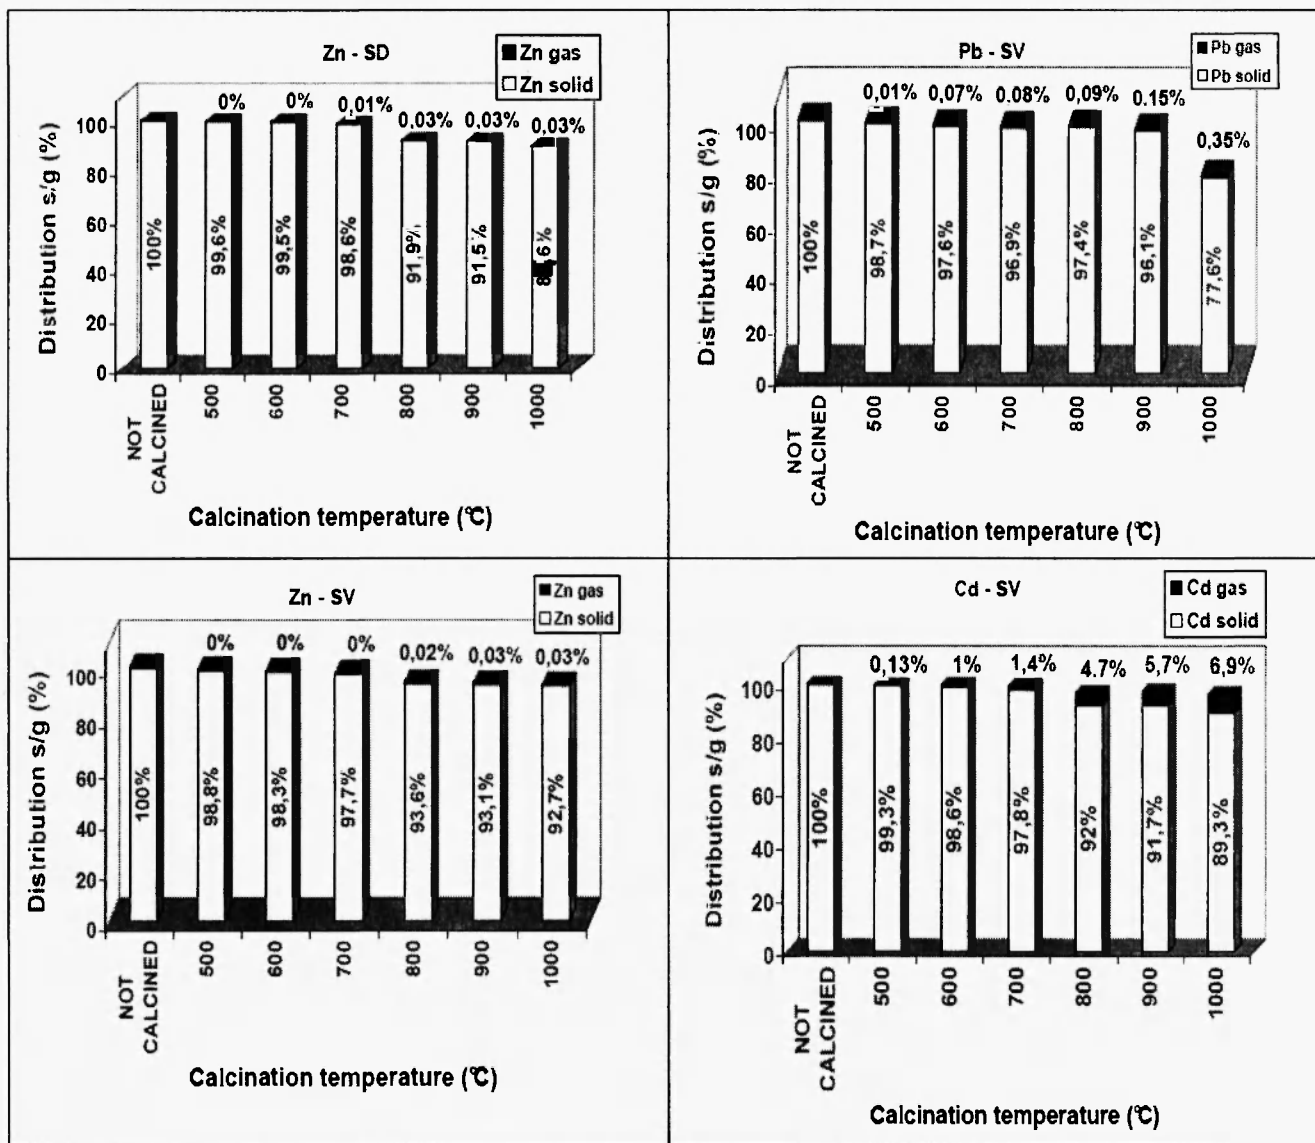 Zn - SD
Zn gas
Zn solid
0% 0% 0,01% 0,03% 0,03% 0,03%
Distribution s/g (%)
100
80
60
40
20
0
100% 99,6% 99,5% 98,6% 91,9% 91,5%
NOT CALCINED 500 600 700 800 900 1000
Calcination temperature (℃)
Pb - SV
Pb gas
Pb solid
0,01% 0,07% 0.08% 0,09% 0.15% 0,35%
Distribution s/g (%)
100
80
60
40
20
0
100% 98,7% 97,6% 96,9% 97,4% 96,1% 77,6%
NOT CALCINED 500 600 700 800 900 1000
Calcination temperature (℃)
Zn - SV
Zn gas
Zn solid
0% 0% 0% 0,02% 0,03% 0,03%
Distribution s/g (%)
100
80
60
40
20
0
100% 98,8% 98,3% 97,7% 93,6% 93,1% 92,7%
NOT CALCINED 500 600 700 800 900 1000
Calcination temperature (℃)
Cd - SV
Cd gas
Cd solid
0,13% 1% 1,4% 4.7% 5,7% 6,9%
Distribution s/g (%)
100
80
60
40
20
0
100% 99,3% 98,6% 97,8% 92% 91,7% 89,3%
NOT CALCINED 500 600 700 800 900 1000
Calcination temperature (℃)